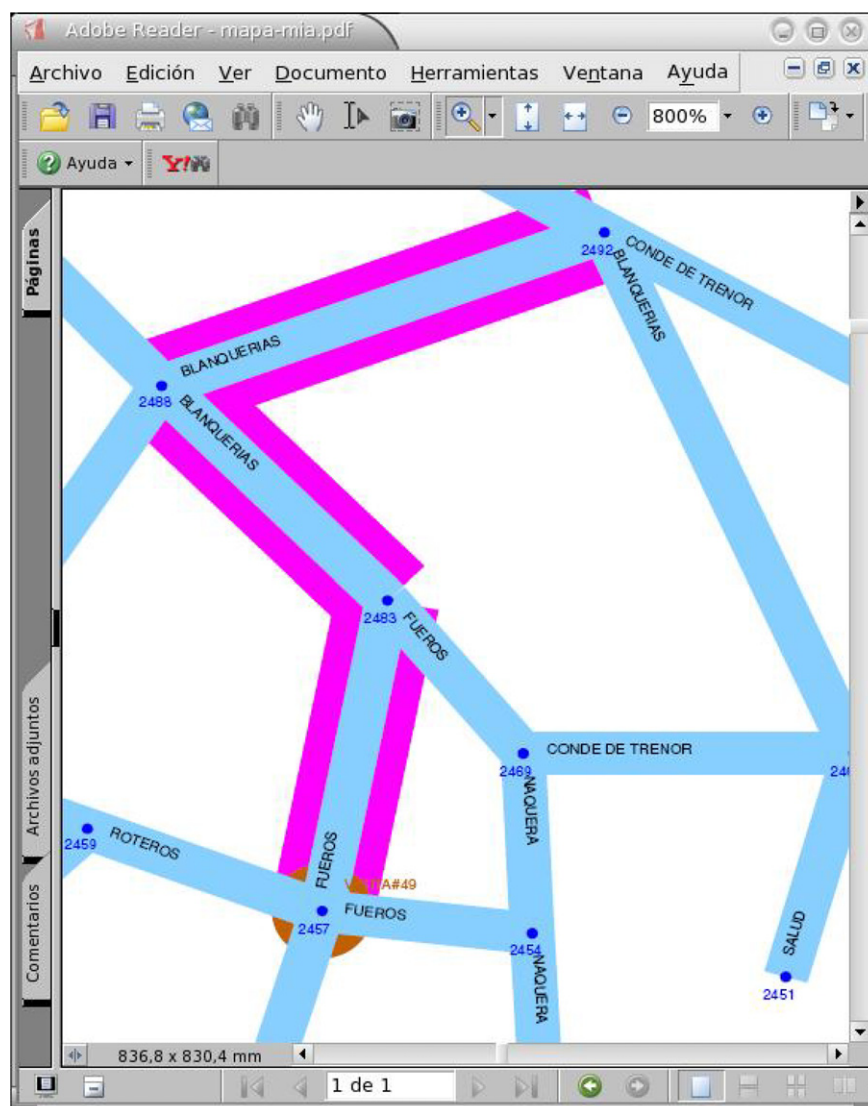 Adobe Reader - mapa-mia.pdf
Archivo Edición Ver Documento Herramientas Ventana Ayuda
800%
Ayuda Y!
Páginas
Archivos adjuntos
Comentarios
2492
CONDE DE TRENOR
BLANQUERIAS
BLANQUERIAS
2488
BLANQUERIAS
2483
FUEROS
CONDE DE TRENOR
2469
NAQUERA
2459
ROTEROS
FUEROS
A#49
FUEROS
2457
2454
NAQUERA
SALUD
2451
836,8 x 830,4 mm
1 de 1